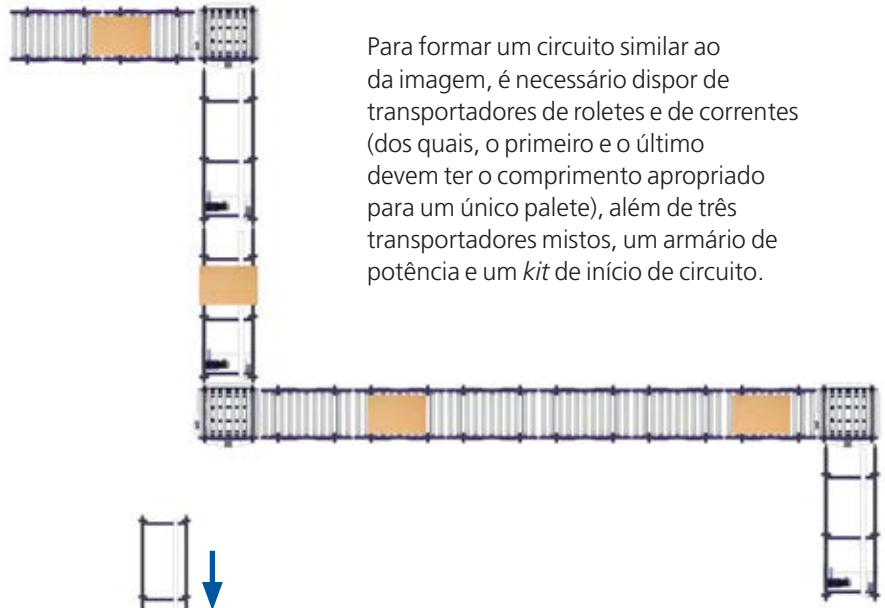 Para formar um circuito similar ao
da imagem, é necessário dispor de
transportadores de roletes e de correntes
(dos quais, o primeiro e o último
devem ter o comprimento apropriado
para um único palete), além de três
transportadores mistos, um armário de
potência e um kit de início de circuito.